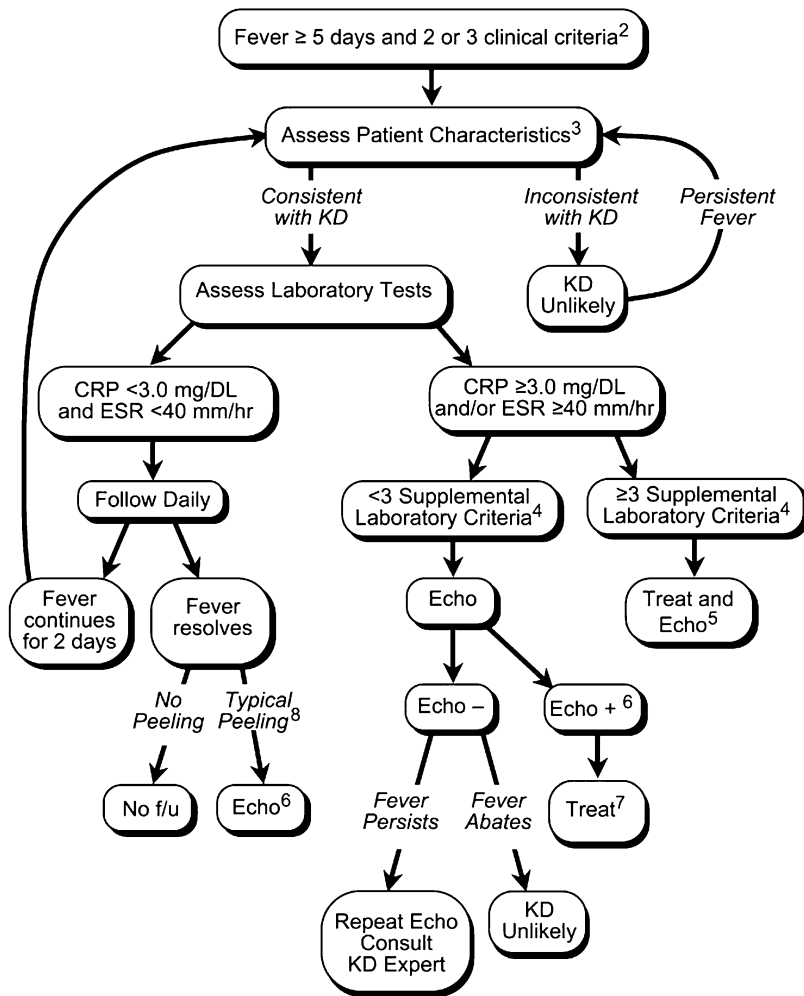 Fever ≥ 5 days and 2 or 3 clinical criteria2
Assess Patient Characteristics3
Consistent
with KD
Inconsistent
with KD
Persistent
Fever
Assess Laboratory Tests
KD
Unlikely
CRP <3.0 mg/DL
and ESR <40 mm/hr
CRP ≥3.0 mg/DL
and/or ESR ≥40 mm/hr
Follow Daily
<3 Supplemental
Laboratory Criteria4
≥3 Supplemental
Laboratory Criteria4
Fever
continues
for 2 days
Fever
resolves
Echo
Treat and
Echo5
No
Peeling
Typical
Peeling8
Echo –
Echo + 6
No f/u
Echo6
Fever
Persists
Fever
Abates
Treat7
Repeat Echo
Consult
KD Expert
KD
Unlikely